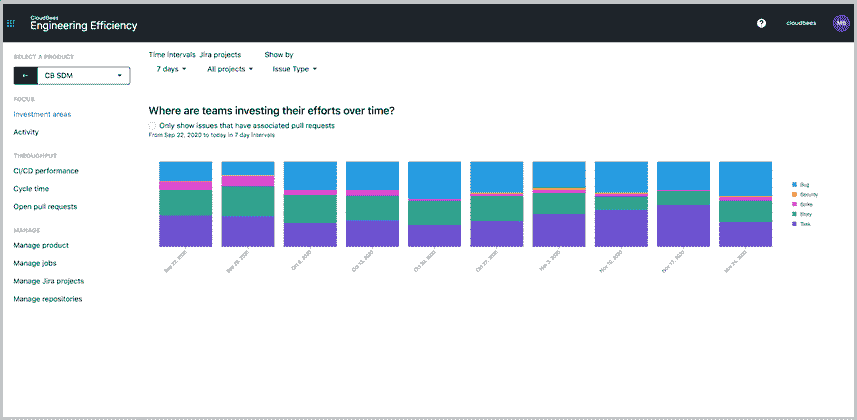 CloudBees
Engineering Efficiency
?
cloudbees
MB
SELECT A PRODUCT
CB SDM
FOCUS
Investment areas
Activity
THROUGHPUT
CI/CD performance
Cycle time
Open pull requests
MANAGE
Manage product
Manage jobs
Manage Jira projects
Manage repositories
Time Intervals Jira projects Show by
7 days All projects Issue Type
Where are teams investing their efforts over time?
Only show issues that have associated pull requests
From Sep 22, 2020 to today in 7 day intervals
Bug
Security
Spike
Story
Task
Sep 22, 2020
Sep 29, 2020
Oct 6, 2020
Oct 13, 2020
Oct 20, 2020
Oct 27, 2020
Nov 3, 2020
Nov 10, 2020
Nov 17, 2020
Nov 24, 2020